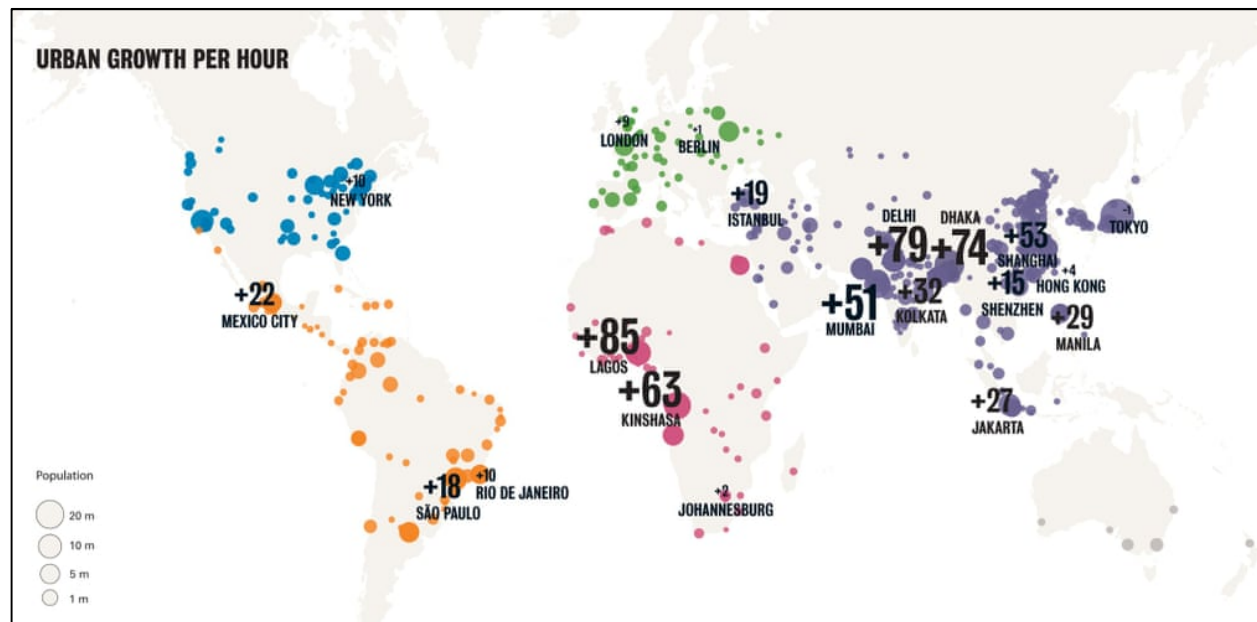 URBAN GROWTH PER HOUR
+9
LONDON
+1
BERLIN
+10
NEW YORK
+19
ISTANBUL
DELHI
+79
DHAKA
+74
+53
SHANGHAI
-1
TOKYO
+4
HONG KONG
+15
SHENZHEN
+22
MEXICO CITY
+51
MUMBAI
+32
KOLKATA
+29
MANILA
+85
LAGOS
+63
KINSHASA
+27
JAKARTA
+18
SÃO PAULO
+10
RIO DE JANEIRO
+2
JOHANNESBURG
Population
20 m
10 m
5 m
1 m